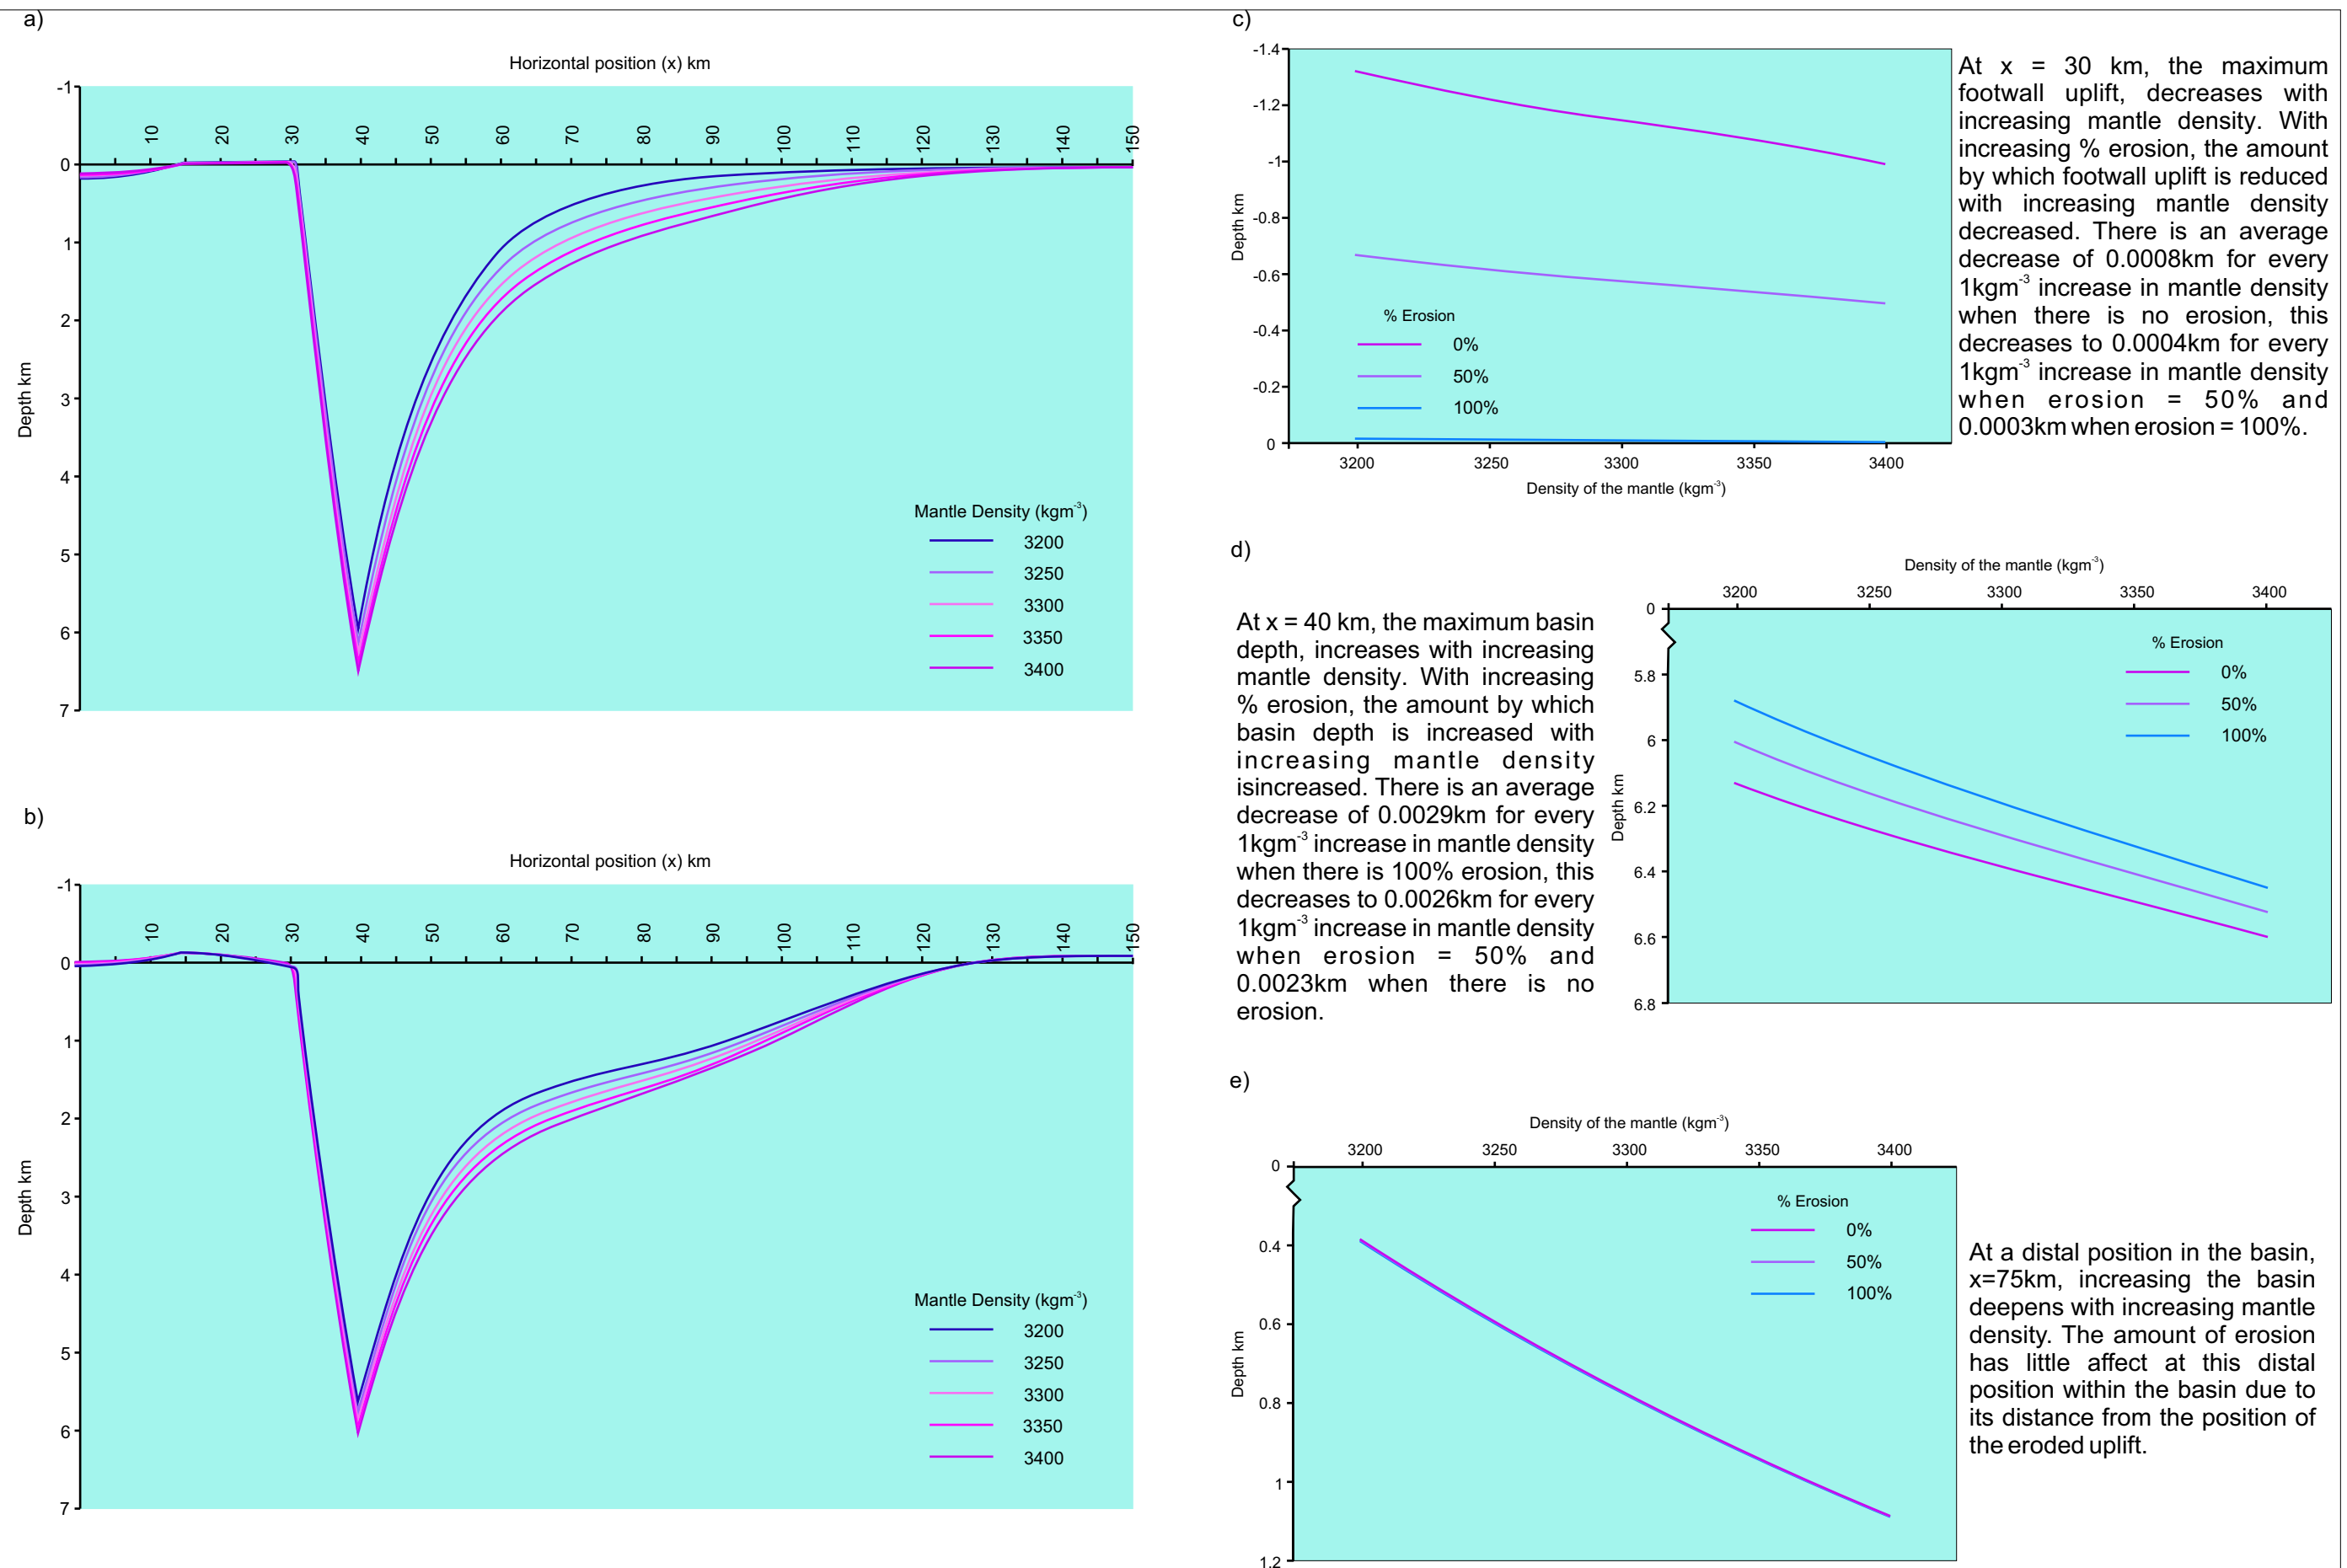 a)
Horizontal position (x) km
-1
10 20 30 40 50 60 70 80 90 100 110 120 130 140 150
0
1
2
3
4
5
6
7
Depth km
Mantle Density (kgm-3)
3200
3250
3300
3350
3400
b)
Horizontal position (x) km
-1
10 20 30 40 50 60 70 80 90 100 110 120 130 140 150
0
1
2
3
4
5
6
7
Depth km
Mantle Density (kgm-3)
3200
3250
3300
3350
3400
c)
-1.4
-1.2
-1
-0.8
-0.6
-0.4
-0.2
0
Depth km
% Erosion
0%
50%
100%
3200 3250 3300 3350 3400
Density of the mantle (kgm-3)
At x = 30 km, the maximum
footwall uplift, decreases with
increasing mantle density. With
increasing % erosion, the amount
by which footwall uplift is reduced
with increasing mantle density
decreased. There is an average
decrease of 0.0008km for every
1kgm-3 increase in mantle density
when there is no erosion, this
decreases to 0.0004km for every
1kgm-3 increase in mantle density
when erosion = 50% and
0.0003km when erosion = 100%.
d)
At x = 40 km, the maximum basin
depth, increases with increasing
mantle density. With increasing
% erosion, the amount by which
basin depth is increased with
increasing mantle density
isincreased. There is an average
decrease of 0.0029km for every
1kgm-3 increase in mantle density
when there is 100% erosion, this
decreases to 0.0026km for every
1kgm-3 increase in mantle density
when erosion = 50% and
0.0023km when there is no
erosion.
Density of the mantle (kgm-3)
3200 3250 3300 3350 3400
0
5.8
6
6.2
6.4
6.6
6.8
Depth km
% Erosion
0%
50%
100%
e)
Density of the mantle (kgm-3)
3200 3250 3300 3350 3400
0
0.4
0.6
0.8
1
1.2
Depth km
% Erosion
0%
50%
100%
At a distal position in the basin,
x=75km, increasing the basin
deepens with increasing mantle
density. The amount of erosion
has little affect at this distal
position within the basin due to
its distance from the position of
the eroded uplift.